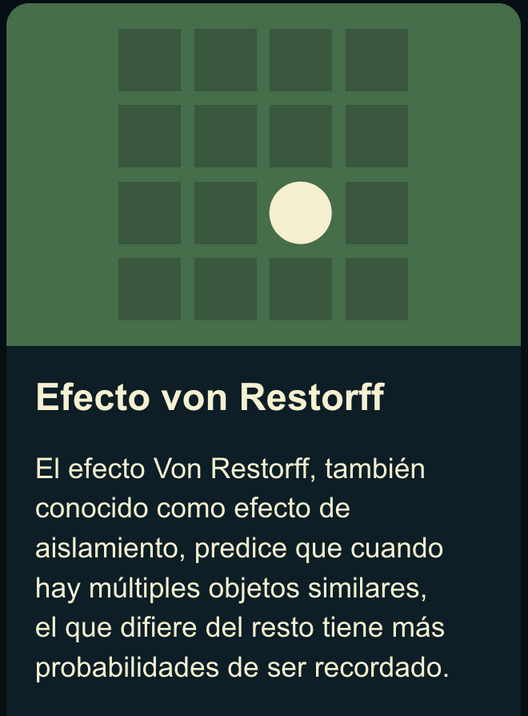 Efecto von Restorff
El efecto Von Restorff, también
conocido como efecto de
aislamiento, predice que cuando
hay múltiples objetos similares,
el que difiere del resto tiene más
probabilidades de ser recordado.